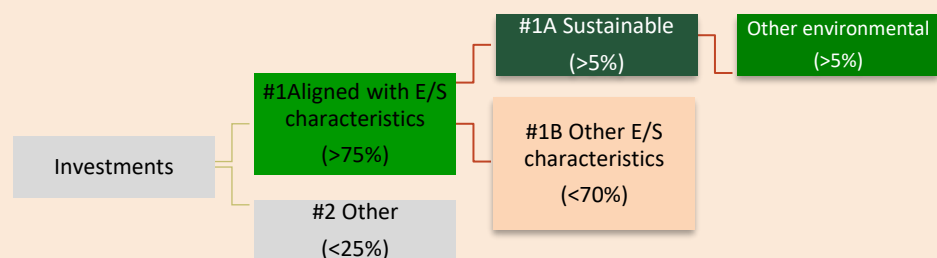 Investments
#1Aligned with E/S
characteristics
(>75%)
#2 Other
(<25%)
#1A Sustainable
(>5%)
#1B Other E/S
characteristics
(<70%)
Other environmental
(>5%)